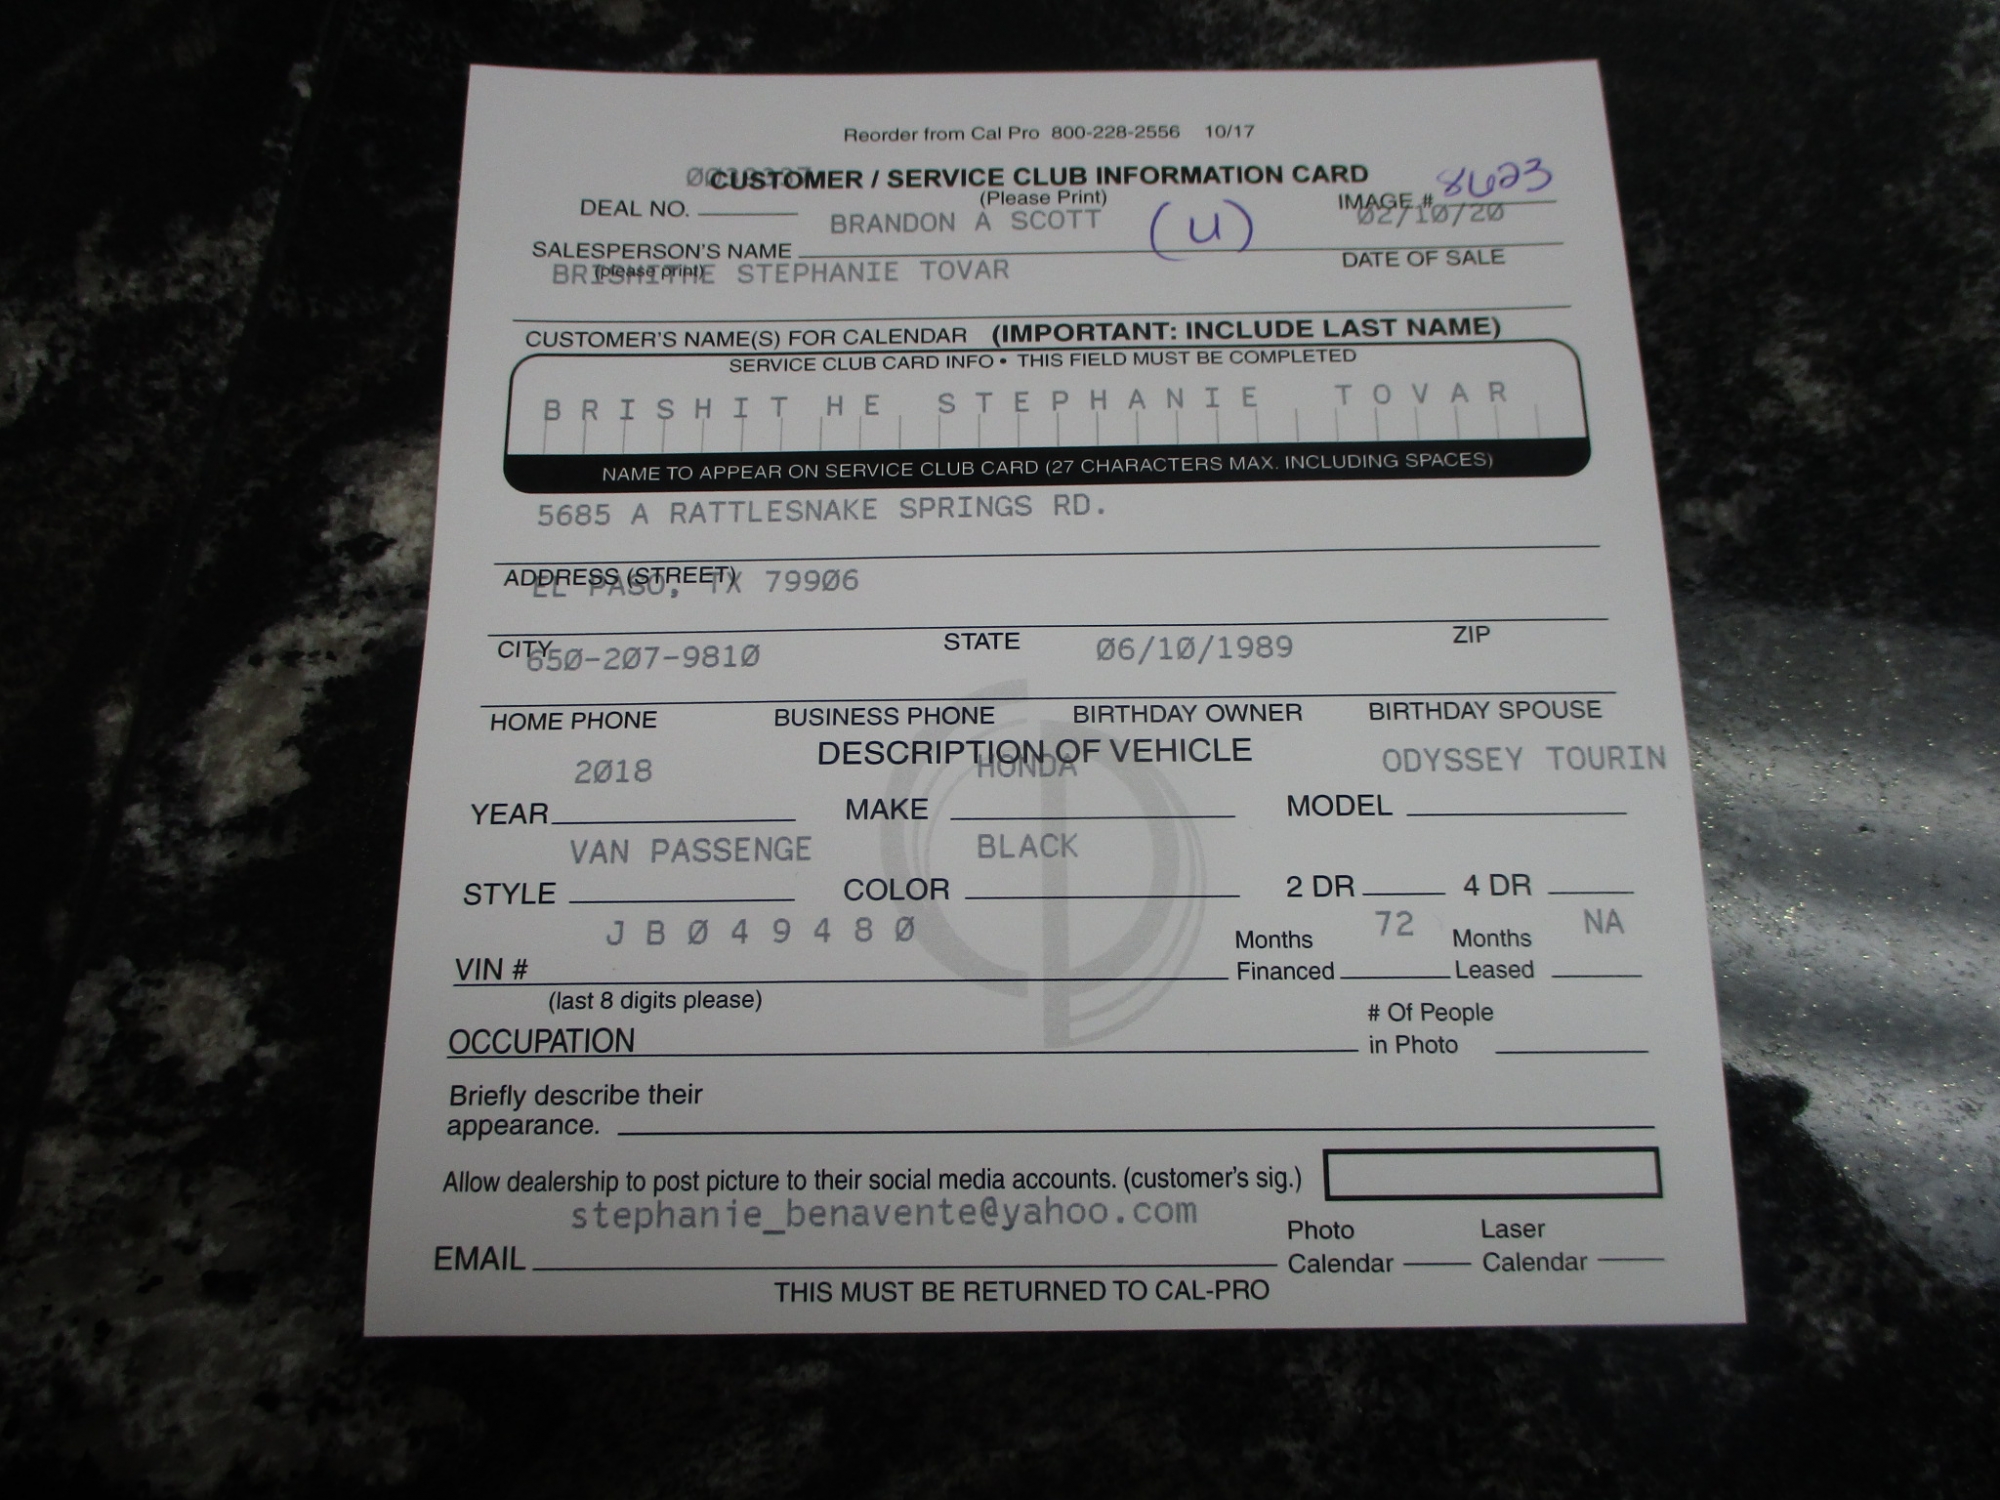 Reorder from Cal Pro 800-228-2556 10/17
CUSTOMER / SERVICE CLUB INFORMATION CARD
(Please Print)
DEAL NO. IMAGE # 8623
BRANDON A SCOTT (U) 02/10/20
SALESPERSON'S NAME DATE OF SALE
(please print)
BRISHITHE STEPHANIE TOVAR
CUSTOMER'S NAME(S) FOR CALENDAR (IMPORTANT: INCLUDE LAST NAME)
SERVICE CLUB CARD INFO • THIS FIELD MUST BE COMPLETED
BRISHITHE STEPHANIE TOVAR
NAME TO APPEAR ON SERVICE CLUB CARD (27 CHARACTERS MAX. INCLUDING SPACES)
5685 A RATTLESNAKE SPRINGS RD.
ADDRESS (STREET)
EL PASO, TX 79906
CITY STATE ZIP
650-207-9810 06/10/1989
HOME PHONE BUSINESS PHONE BIRTHDAY OWNER BIRTHDAY SPOUSE
DESCRIPTION OF VEHICLE
2018 HONDA ODYSSEY TOURIN
YEAR MAKE MODEL
VAN PASSENGE BLACK
STYLE COLOR 2 DR 4 DR
JB049480 72 NA
VIN # Months Financed Months Leased
(last 8 digits please)
OCCUPATION # Of People in Photo
Briefly describe their
appearance.
Allow dealership to post picture to their social media accounts. (customer's sig.)
stephanie_benavente@yahoo.com
EMAIL Photo Calendar Laser Calendar
THIS MUST BE RETURNED TO CAL-PRO